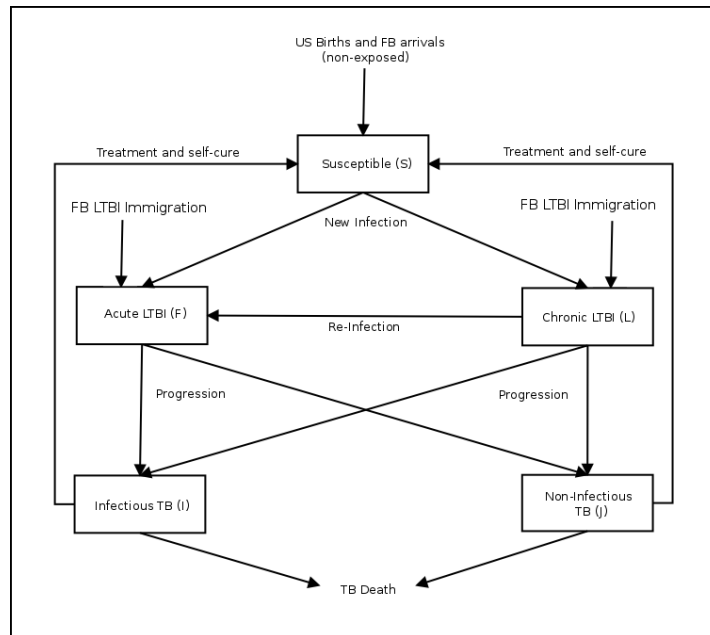 US Births and FB arrivals
(non-exposed)
Treatment and self-cure
Treatment and self-cure
Susceptible (S)
FB LTBI Immigration
FB LTBI Immigration
New Infection
Acute LTBI (F)
Chronic LTBI (L)
Re-Infection
Progression
Progression
Infectious TB (I)
Non-Infectious
TB (J)
TB Death